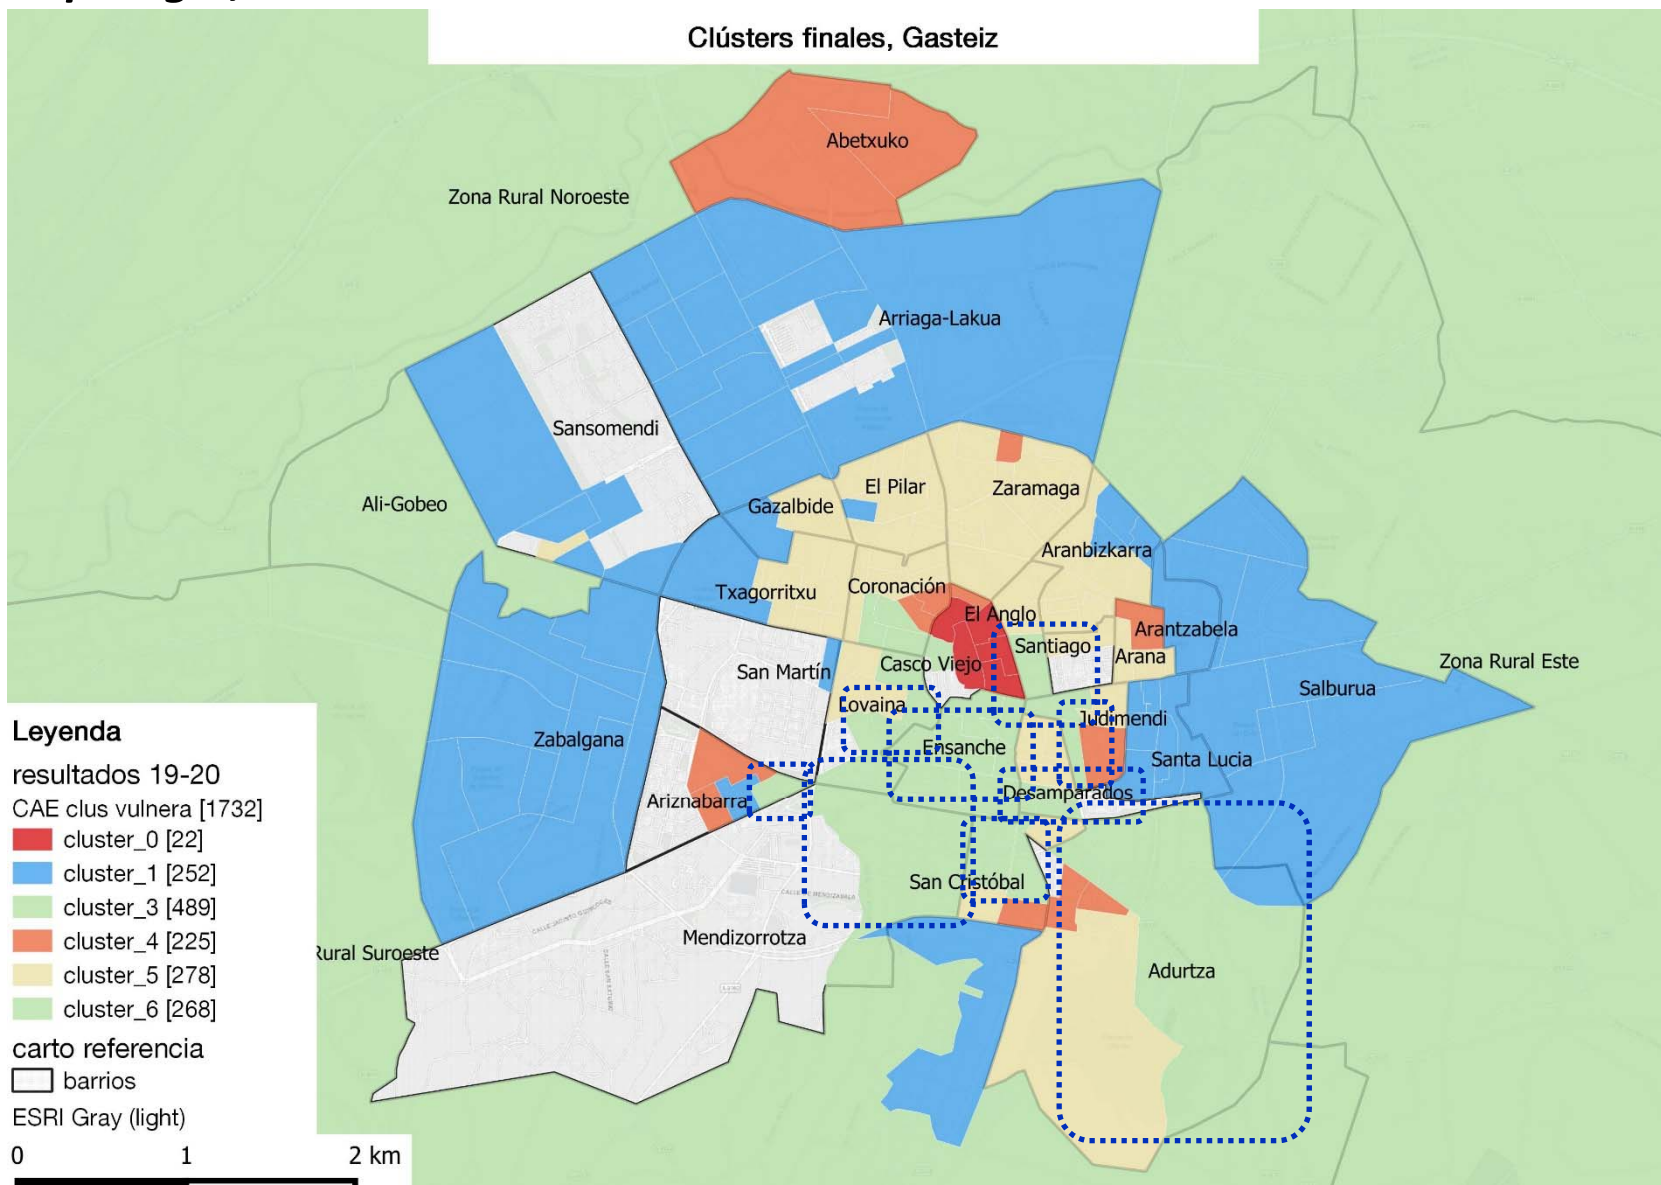 Clústers finales, Gasteiz
Abetxuko
Zona Rural Noroeste
Arriaga-Lakua
Sansomendi
Ali-Gobeo
El Pilar
Zaramaga
Gazalbide
Aranbizkarra
Coronación
Txagorritxu
El Anglo
Arantzabela
Santiago
Arana
Casco Viejo
San Martín
Zona Rural Este
Salburua
Lovaina
Judimendi
Zabalgana
Ensanche
Santa Lucia
Desamparados
Ariznabarra
San Cristóbal
Mendizorrotza
Rural Suroeste
Adurtza
Leyenda
resultados 19-20
CAE clus vulnera [1732]
cluster_0 [22]
cluster_1 [252]
cluster_3 [489]
cluster_4 [225]
cluster_5 [278]
cluster_6 [268]
carto referencia
barrios
ESRI Gray (light)
0 1 2 km